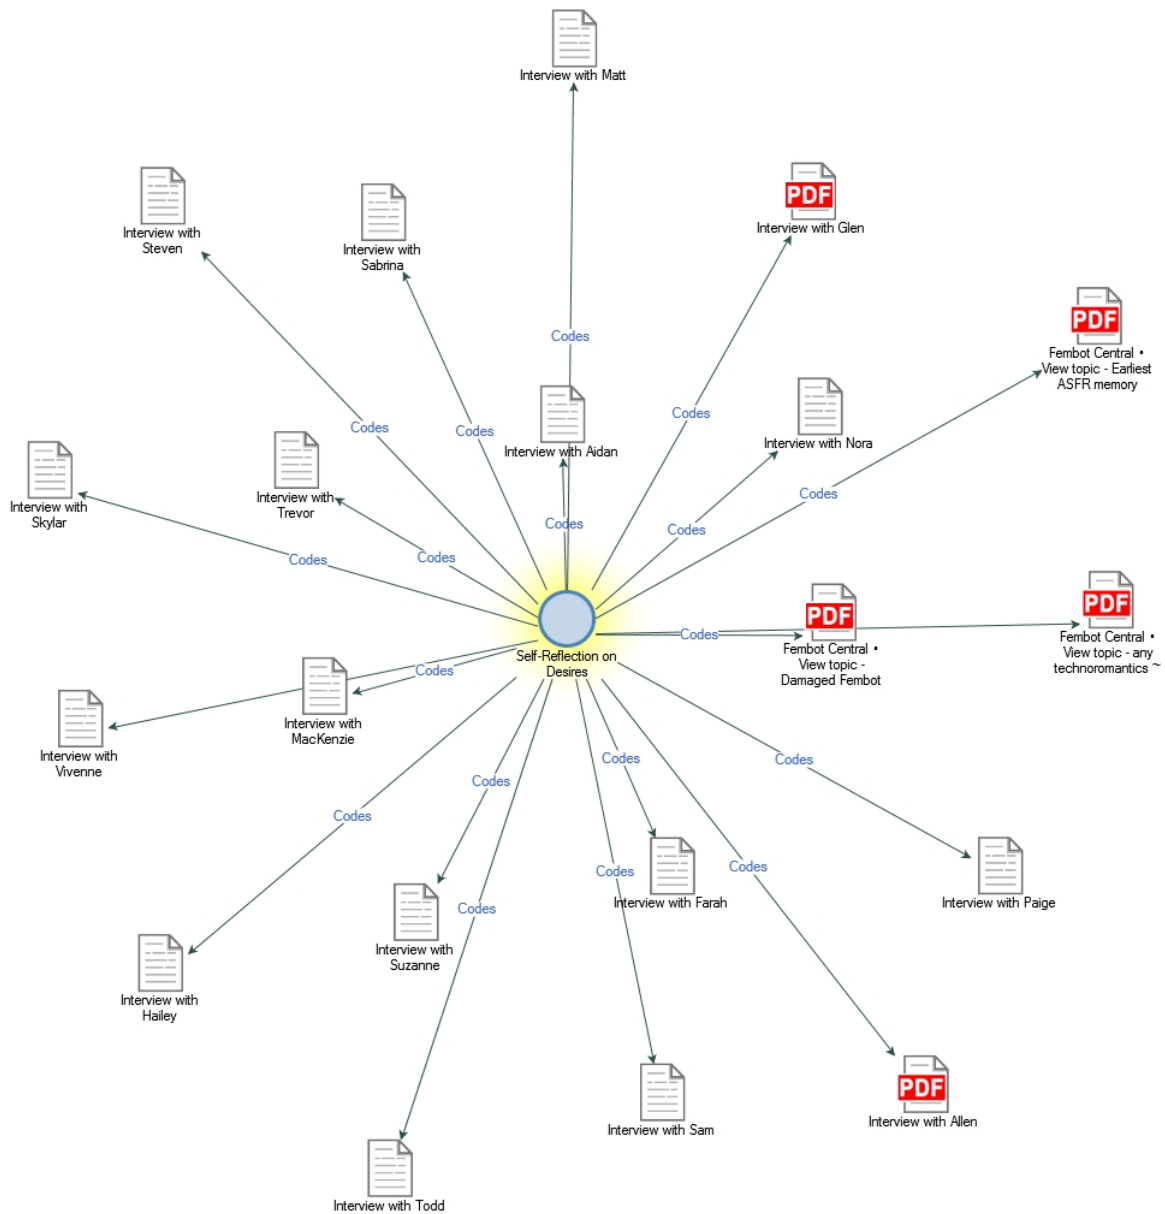 Interview with Matt
Interview with
Steven
Interview with
Sabrina
PDF
Interview with Glen
PDF
Fembot Central •
View topic - Earliest
ASFR memory
Codes
Interview with Aidan
Interview with Nora
Codes
Codes
Codes
Interview with
Skylar
Interview with
Trevor
Codes
Codes
Codes
Codes
Codes
PDF
Fembot Central •
View topic -
Damaged Fembot
PDF
Fembot Central •
View topic - any
technoromantics ~
Codes
Self-Reflection on
Desires
Codes
Interview with
MacKenzie
Interview with
Vivenne
Codes
Codes
Codes
Codes
Interview with
Hailey
Interview with
Suzanne
Codes
Codes
Interview with Farah
Codes
Interview with Paige
Interview with Sam
PDF
Interview with Allen
Interview with Todd